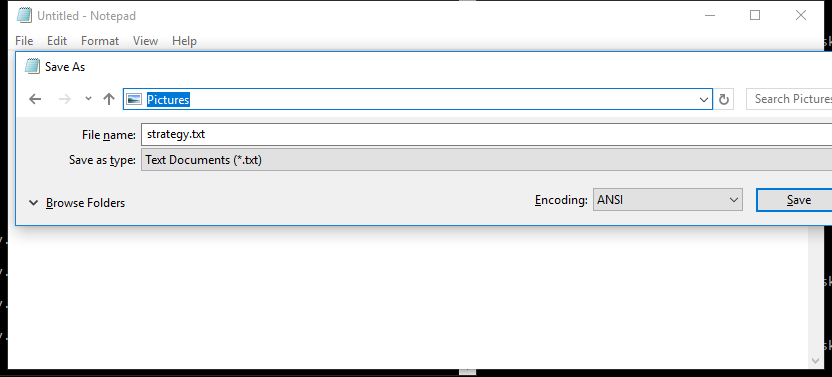 Untitled - Notepad
File Edit Format View Help
Save As
Pictures
Search Pictures
File name: strategy.txt
Save as type: Text Documents (*.txt)
Browse Folders
Encoding: ANSI
Save